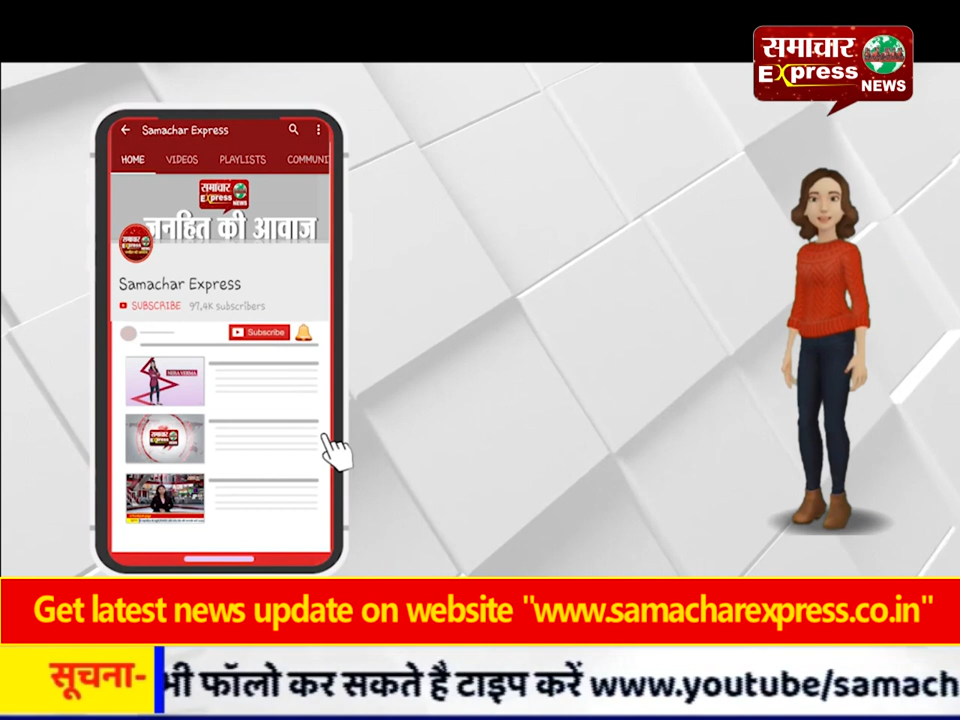 समाचार
Express
NEWS
Samachar Express
HOME VIDEOS PLAYLISTS COMMUNI
समाचार
Express
NEWS
जनहित की आवाज
Samachar Express
SUBSCRIBE 97.4K subscribers
Subscribe
NEHA VERMA
Get latest news update on website "www.samacharexpress.co.in"
सूचना- भी फॉलो कर सकते है टाइप करें www.youtube/samach